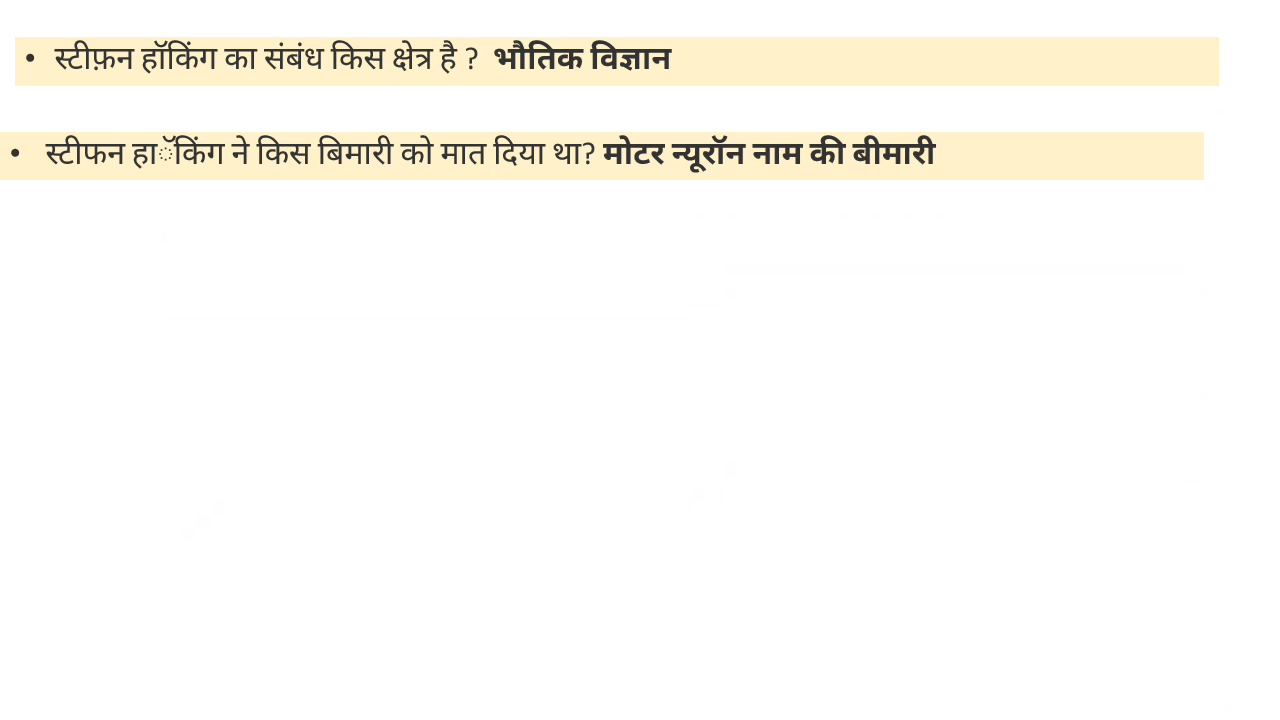 • स्टीफ़न हॉकिंग का संबंध किस क्षेत्र है ? भौतिक विज्ञान
• स्टीफन हाॅकिंग ने किस बिमारी को मात दिया था? मोटर न्यूरॉन नाम की बीमारी